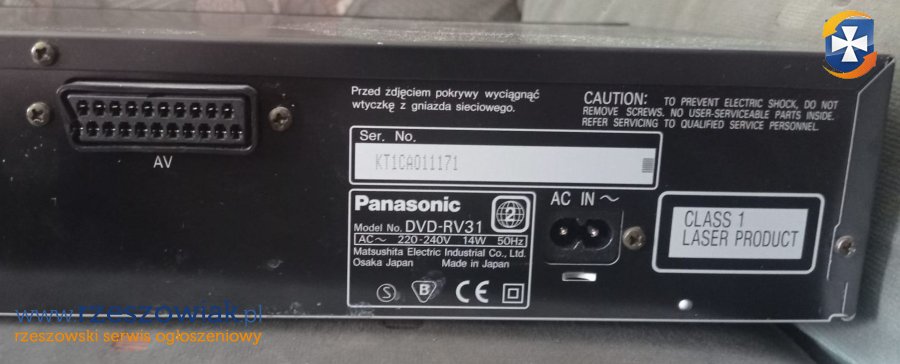 Przed zdjęciem pokrywy wyciągnąć
wtyczkę z gniazda sieciowego.
CAUTION: TO PREVENT ELECTRIC SHOCK, DO NOT
REMOVE SCREWS. NO USER-SERVICEABLE PARTS INSIDE.
REFER SERVICING TO QUALIFIED SERVICE PERSONNEL.
AV
Ser. No.
KT1CA011171
Panasonic
2
Model No. DVD-RV31
AC～ 220-240V 14W 50Hz
Matsushita Electric Industrial Co., Ltd.
Osaka Japan Made in Japan
S B CE
AC IN ～
CLASS 1
LASER PRODUCT
www.rzeszowiak.pl
rzeszowski serwis ogłoszeniowy